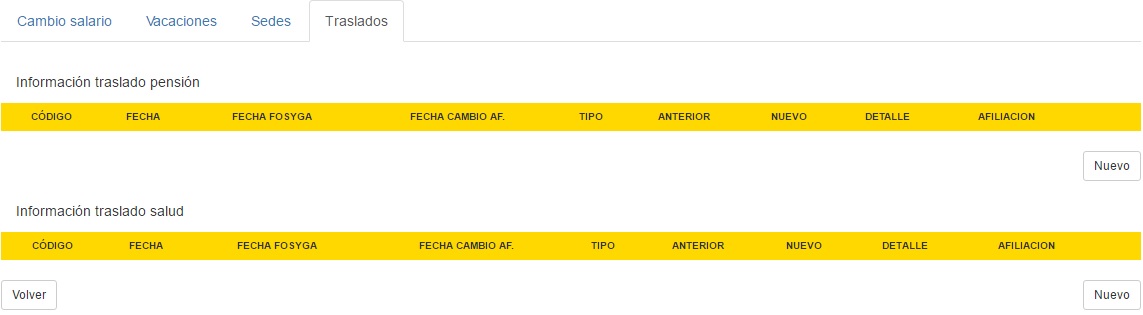 Cambio salario Vacaciones Sedes Traslados
Información traslado pensión
CÓDIGO FECHA FECHA FOSYGA FECHA CAMBIO AF. TIPO ANTERIOR NUEVO DETALLE AFILIACION
Nuevo
Información traslado salud
CÓDIGO FECHA FECHA FOSYGA FECHA CAMBIO AF. TIPO ANTERIOR NUEVO DETALLE AFILIACION
Volver Nuevo